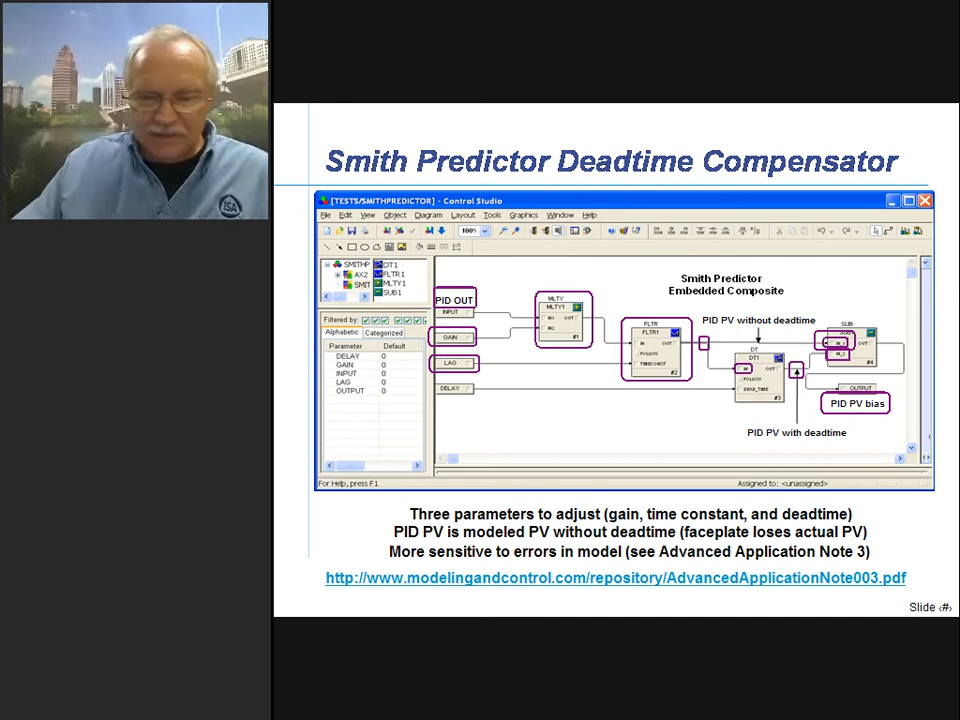 ISA
Smith Predictor Deadtime Compensator
[TESTS/SMITHPREDICTOR] - Control Studio
File Edit View Object Diagram Layout Tools Graphics Window Help
100%
SMITHP
AX2
SMIT
DT1
FLTR1
MLTY1
SUB1
Filtered by:
Alphabetic Categorized
Parameter Default
DELAY 0
GAIN 0
INPUT 0
LAG 0
OUTPUT 0
Smith Predictor
Embedded Composite
PID OUT
INPUT
GAIN
LAG
DELAY
MLTY
MLTY1
IN1 OUT
IN2
#1
FLTR
FLTR1
IN OUT
FOLLOW
TIMECONST
#2
PID PV without deadtime
DT
DT1
IN OUT
FOLLOW
DEAD_TIME
#3
SUB
IN_1 OUT
IN_2
#4
OUTPUT
PID PV bias
PID PV with deadtime
For Help, press F1
Assigned to: <unassigned>
Three parameters to adjust (gain, time constant, and deadtime)
PID PV is modeled PV without deadtime (faceplate loses actual PV)
More sensitive to errors in model (see Advanced Application Note 3)
http://www.modelingandcontrol.com/repository/AdvancedApplicationNote003.pdf
Slide ‹#›